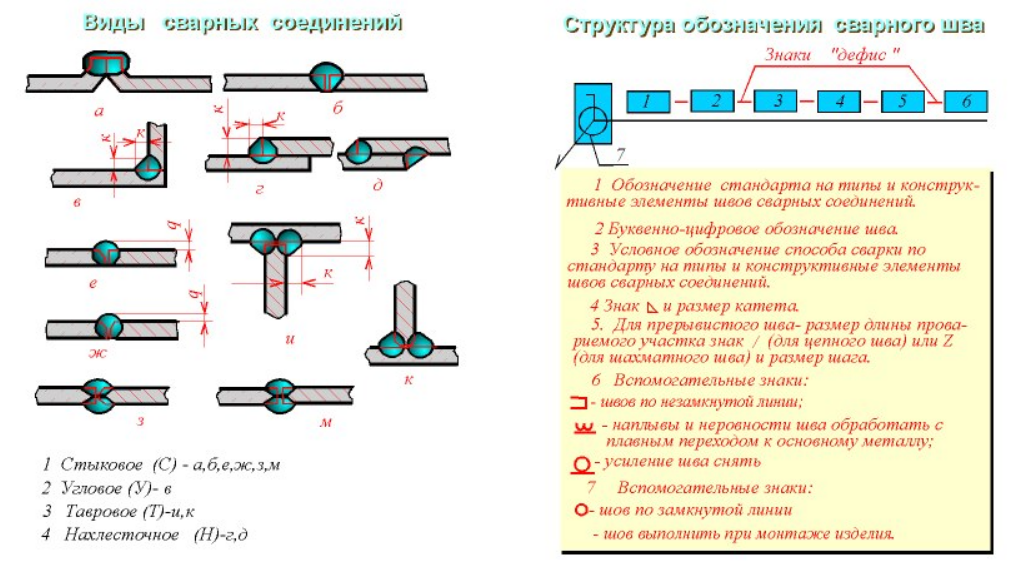 Виды сварных соединений
а
б
к
к
в
к
к
г
д
b
е
b
ж
к
к
и
к
з
м
1 Стыковое (С) - а,б,е,ж,з,м
2 Угловое (У)- в
3 Тавровое (Т)-и,к
4 Нахлесточное (Н)-г,д
Структура обозначения сварного шва
Знаки "дефис "
1 2 3 4 5 6
7
1 Обозначение стандарта на типы и конструк-
тивные элементы швов сварных соединений.
2 Буквенно-цифровое обозначение шва.
3 Условное обозначение способа сварки по
стандарту на типы и конструктивные элементы
швов сварных соединений.
4 Знак и размер катета.
5. Для прерывистого шва- размер длины прова-
риемого участка знак / (для цепного шва) или Z
(для шахматного шва) и размер шага.
6 Вспомогательные знаки:
- швов по незамкнутой линии;
- наплывы и неровности шва обработать с
плавным переходом к основному металлу;
- усиление шва снять
7 Вспомогательные знаки:
- шов по замкнутой линии
- шов выполнить при монтаже изделия.